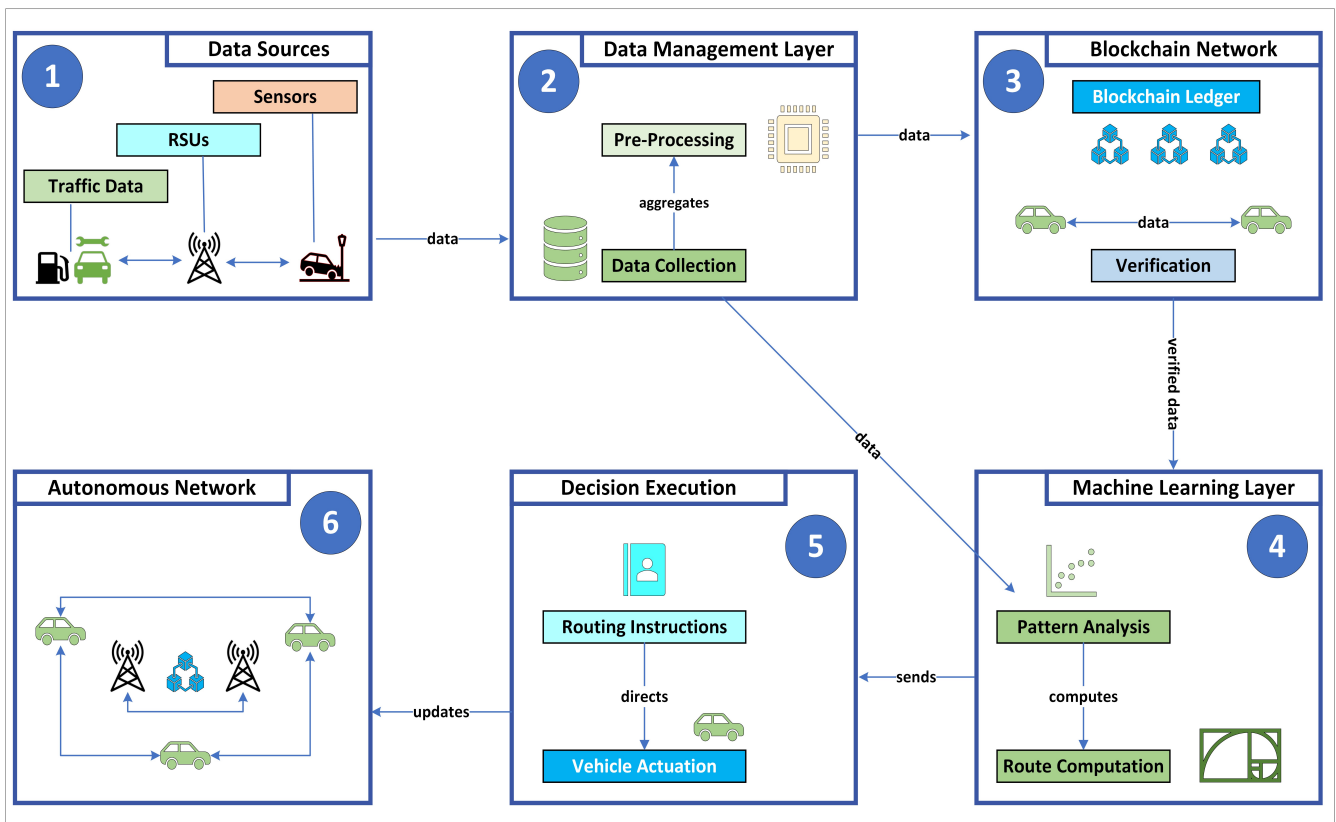 1
Data Sources
Sensors
RSUs
Traffic Data
data
2
Data Management Layer
Pre-Processing
aggregates
Data Collection
data
3
Blockchain Network
Blockchain Ledger
data
Verification
verified data
data
4
Machine Learning Layer
Pattern Analysis
computes
Route Computation
sends
5
Decision Execution
Routing Instructions
directs
Vehicle Actuation
updates
6
Autonomous Network